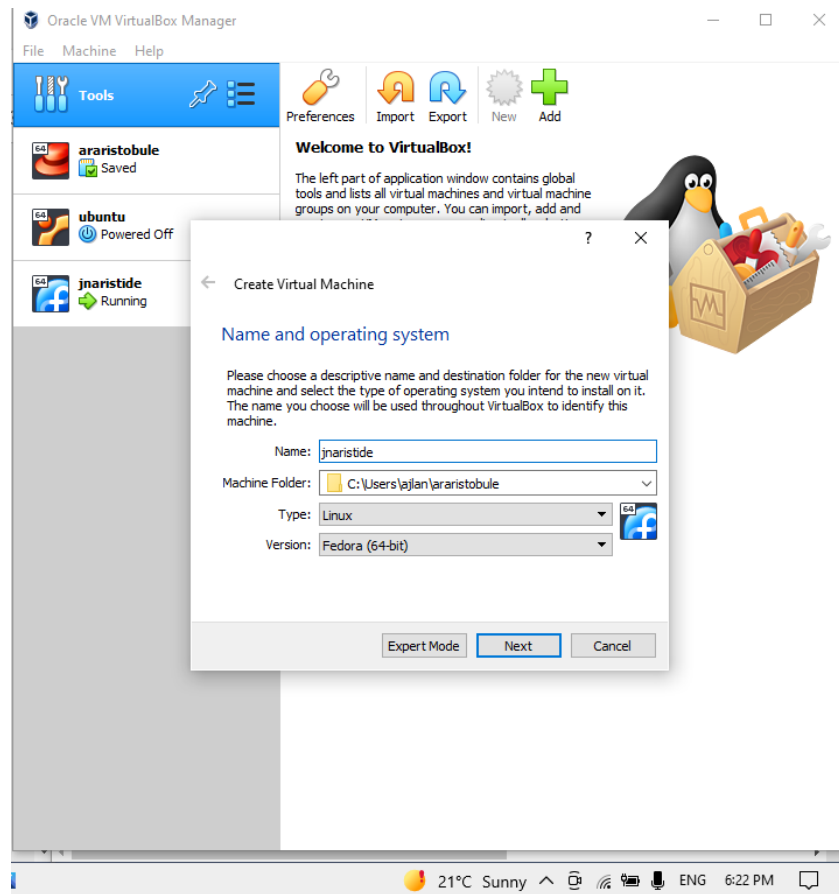 Oracle VM VirtualBox Manager
File Machine Help
Tools
Preferences Import Export New Add
64
araristobule
Saved
64
ubuntu
Powered Off
64
jnaristide
Running
Welcome to VirtualBox!
The left part of application window contains global
tools and lists all virtual machines and virtual machine
groups on your computer. You can import, add and
?
Create Virtual Machine
Name and operating system
Please choose a descriptive name and destination folder for the new virtual
machine and select the type of operating system you intend to install on it.
The name you choose will be used throughout VirtualBox to identify this
machine.
Name: jnaristide
Machine Folder: C:\Users\ajlan\araristobule
Type: Linux
64
Version: Fedora (64-bit)
Expert Mode Next Cancel
21°C Sunny ENG 6:22 PM